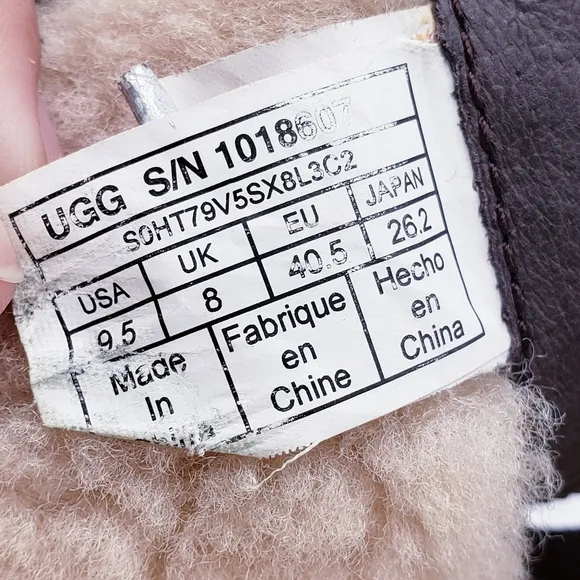 UGG S/N 1018607
S0HT79V5SX8L3C2
USA UK EU JAPAN
9.5 8 40.5 26.2
Made In China
Fabrique en Chine
Hecho en China